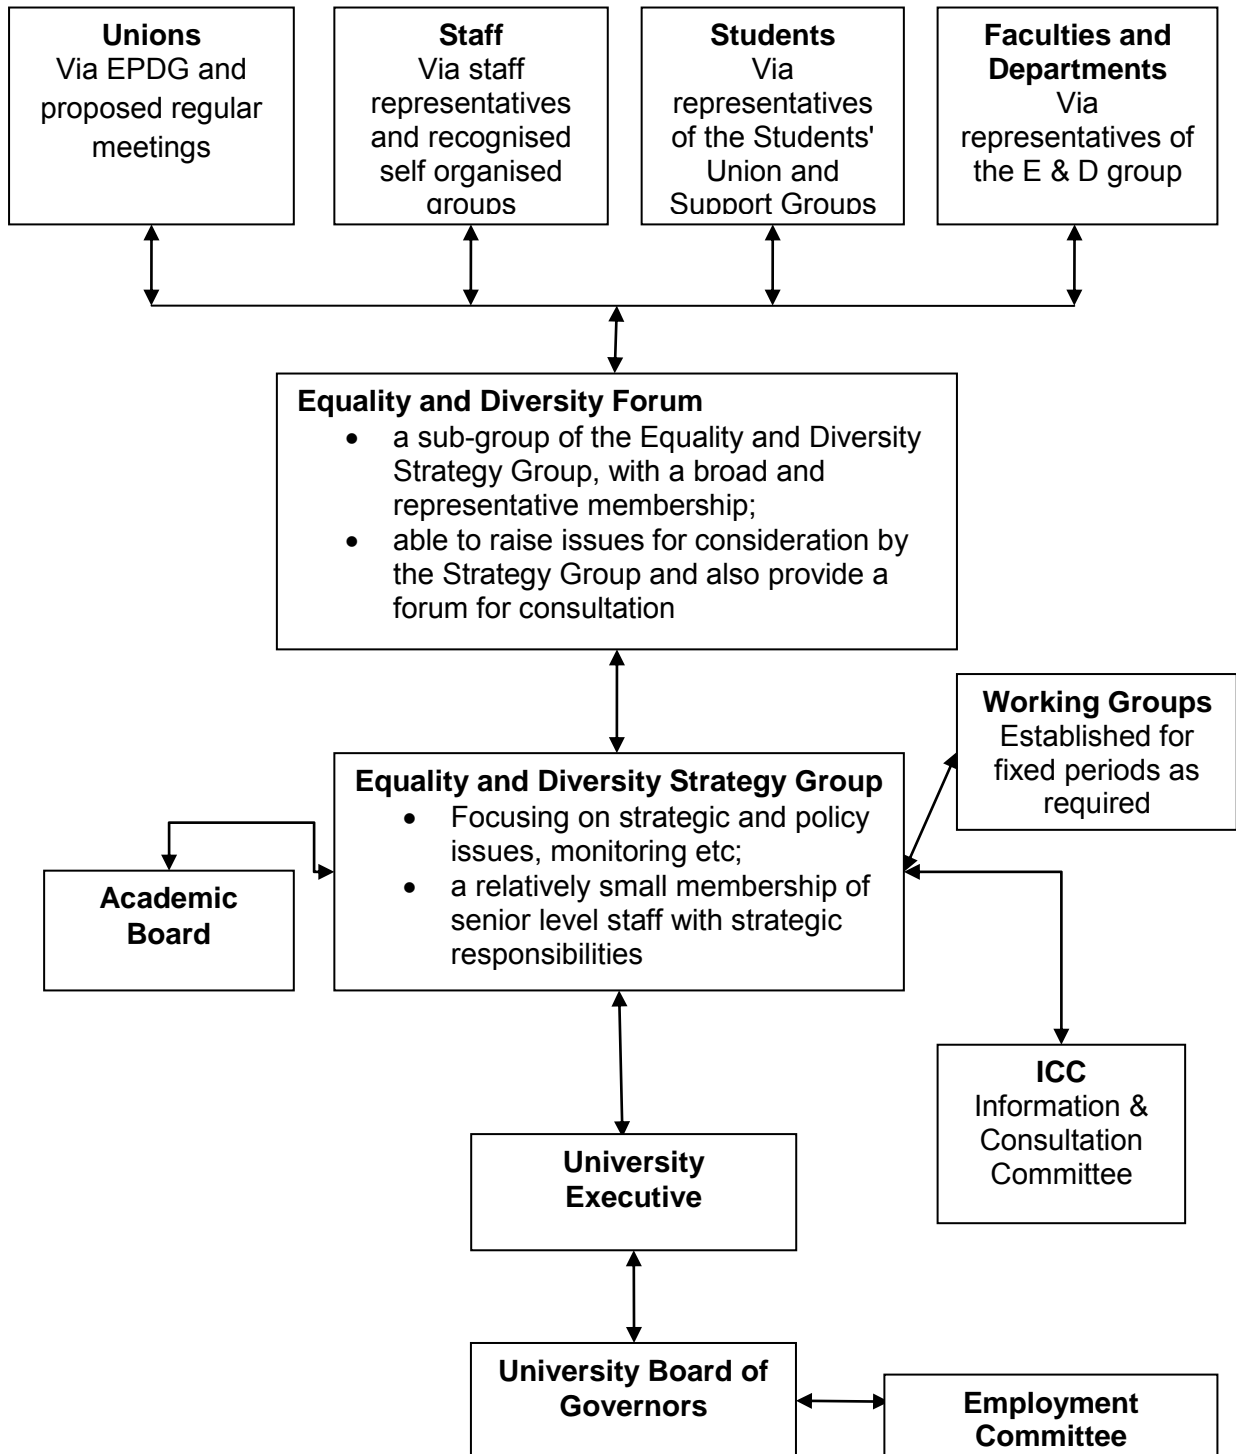 Unions
Via EPDG and
proposed regular
meetings
Staff
Via staff
representatives
and recognised
self organised
groups
Students
Via
representatives
of the Students'
Union and
Support Groups
Faculties and
Departments
Via
representatives of
the E & D group
Equality and Diversity Forum
• a sub-group of the Equality and Diversity
Strategy Group, with a broad and
representative membership;
• able to raise issues for consideration by
the Strategy Group and also provide a
forum for consultation
Working Groups
Established for
fixed periods as
required
Equality and Diversity Strategy Group
• Focusing on strategic and policy
issues, monitoring etc;
• a relatively small membership of
senior level staff with strategic
responsibilities
Academic
Board
ICC
Information &
Consultation
Committee
University
Executive
University Board of
Governors
Employment
Committee